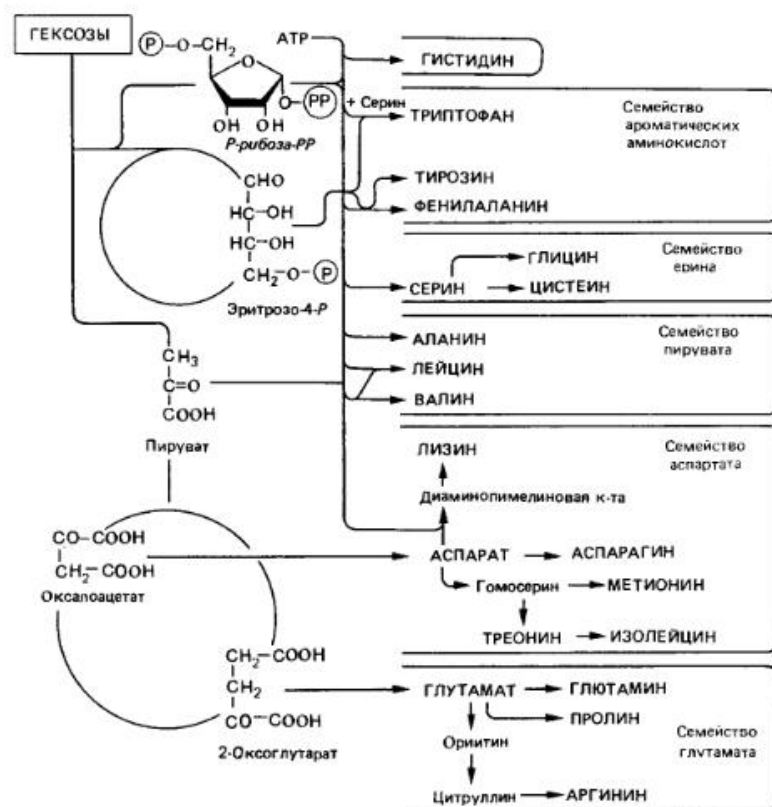 ГЕКСОЗЫ
P–O–CH₂
O
O–PP
OH OH
Р-рибоза-РР
АТР
ГИСТИДИН
+ Серин
ТРИПТОФАН
Семейство
ароматических
аминокислот
ТИРОЗИН
ФЕНИЛАЛАНИН
CHO
HC–OH
HC–OH
CH₂–O–P
Эритрозо-4-Р
Семейство
ерина
ГЛИЦИН
СЕРИН
ЦИСТЕИН
Семейство
пирувата
АЛАНИН
ЛЕЙЦИН
ВАЛИН
CH₃
C=O
COOH
Пируват
Семейство
аспартата
ЛИЗИН
Диаминопимелиновая к-та
CO–COOH
CH₂–COOH
Оксалоацетат
АСПАРАТ
АСПАРАГИН
Гомосерин
МЕТИОНИН
ТРЕОНИН
ИЗОЛЕЙЦИН
CH₂–COOH
CH₂
CO–COOH
2-Оксоглутарат
ГЛУТАМАТ
ГЛЮТАМИН
ПРОЛИН
Семейство
глутамата
Ориитин
Цитруллин
АРГИНИН